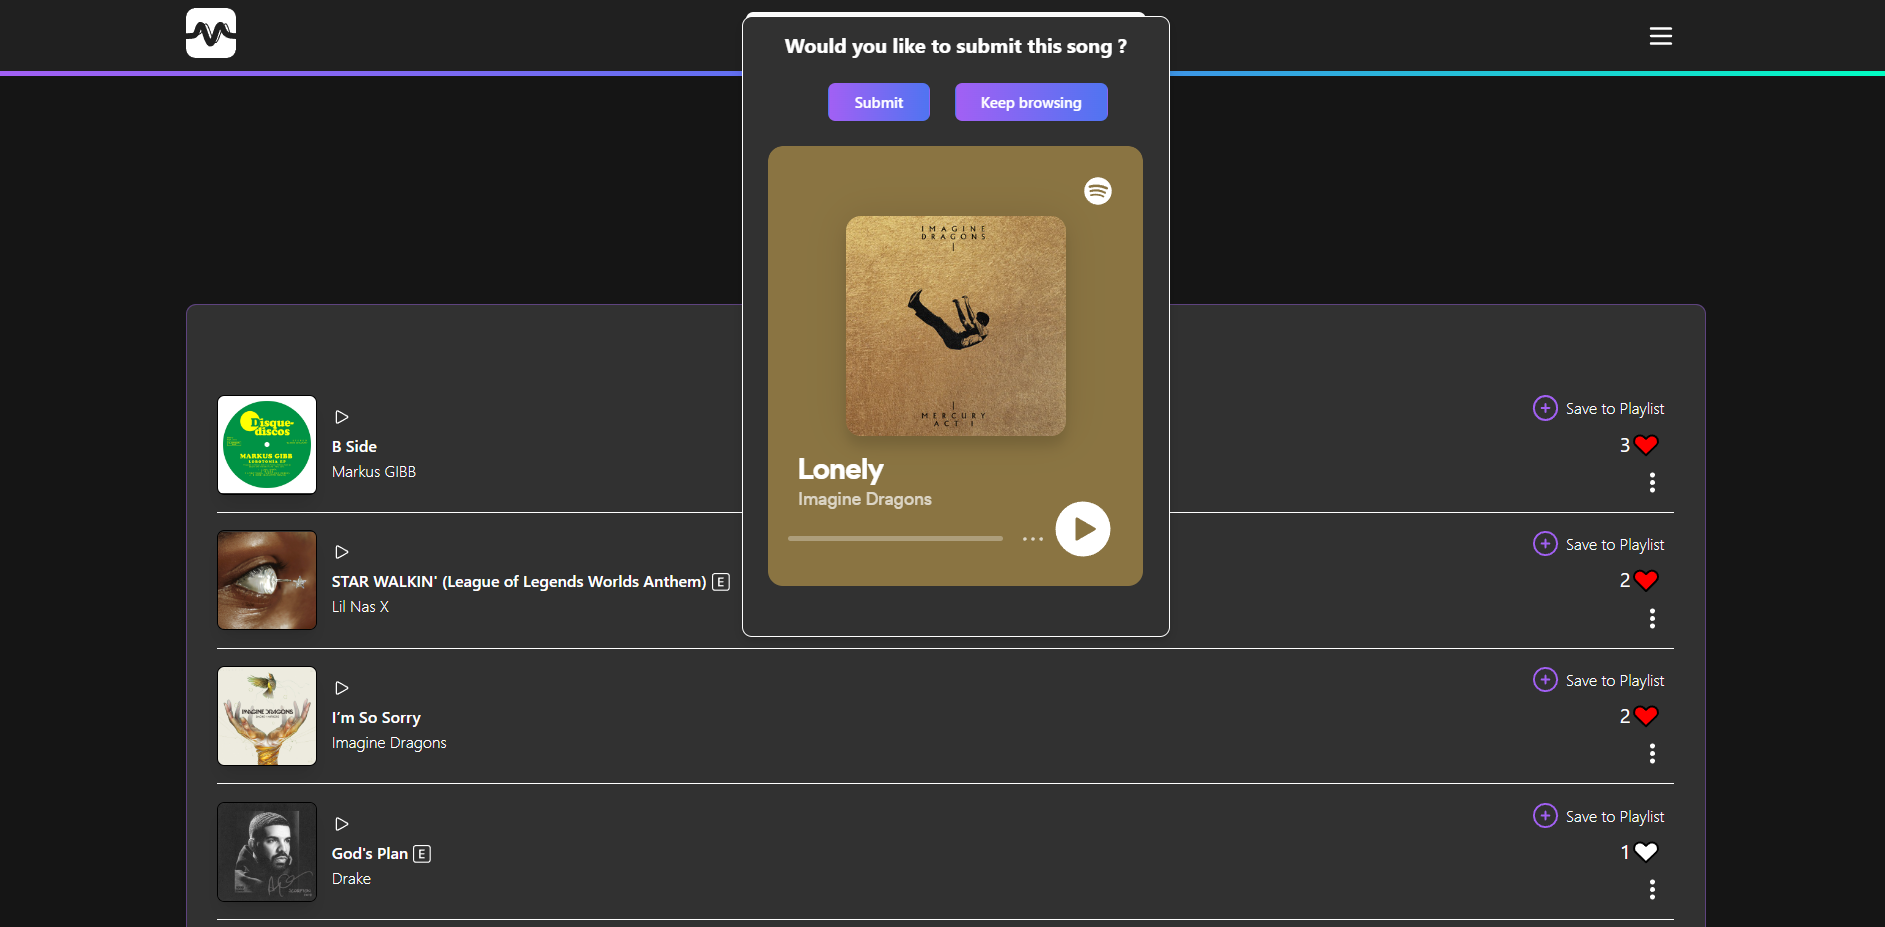 Would you like to submit this song ?
Submit
Keep browsing
IMAGINE
DRAGONS
MERCURY
ACT I
Lonely
Imagine Dragons
Disque-
discos
MARKUS GIBB
B Side
Markus GIBB
Save to Playlist
3
STAR WALKIN' (League of Legends Worlds Anthem) E
Lil Nas X
Save to Playlist
2
IMAGINE DRAGONS
I'm So Sorry
Imagine Dragons
Save to Playlist
2
God's Plan E
Drake
Save to Playlist
1